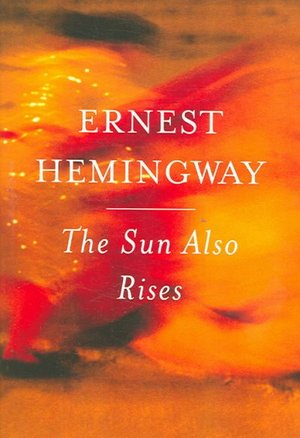 ERNEST
HEMINGWAY
The Sun Also
Rises